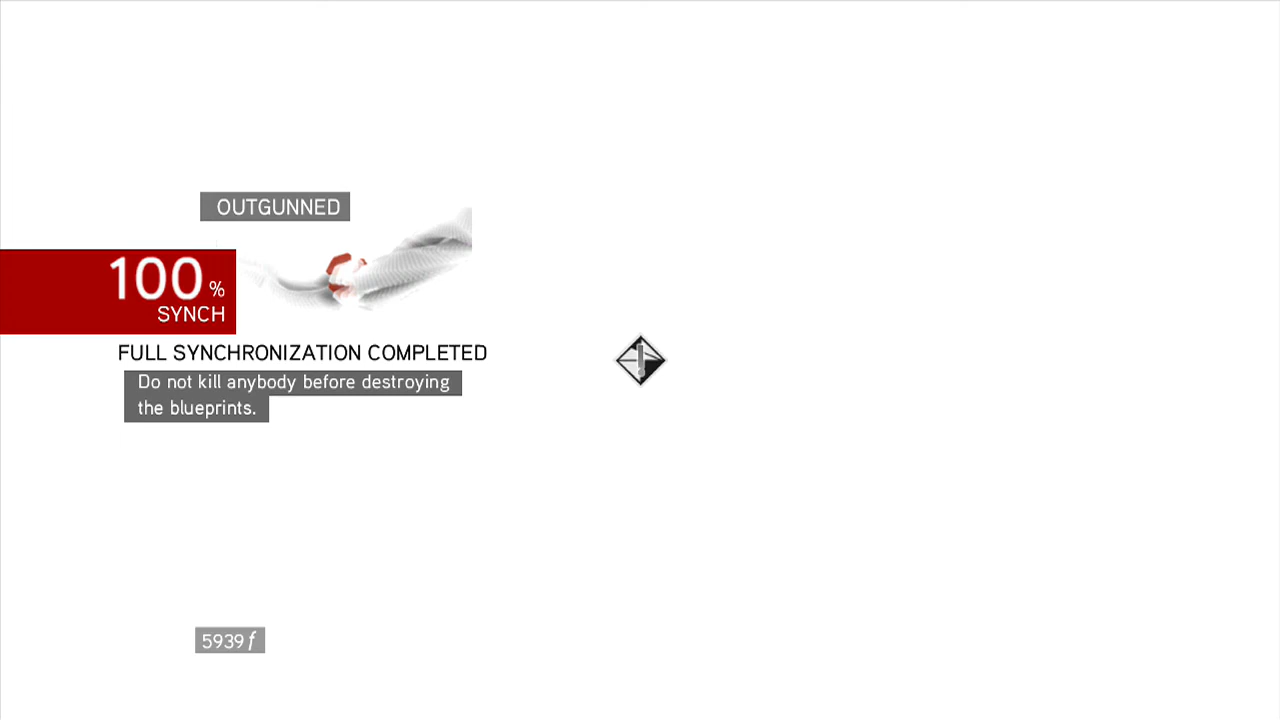 OUTGUNNED
100 %
SYNCH
FULL SYNCHRONIZATION COMPLETED
Do not kill anybody before destroying
the blueprints.
5939 ƒ